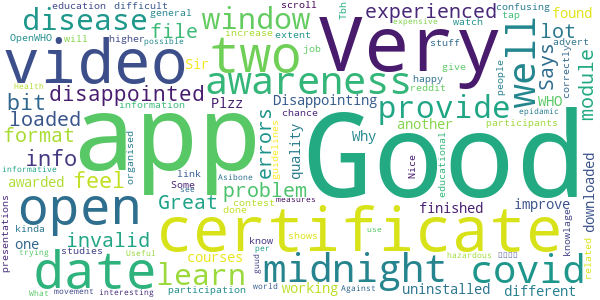 education difficult
scroll
confusing
disease
window
experienced
tap
general
OpenWHO
will
higher
possible
file
Tbh
extent
watch
found
expensive
increase
job
stuff
advert
Very
video
two
Sir
give
happy
reddit
correctly
well
Says
lot
module
Health
information
awareness
people
disappointed
Plzz
Disappointing
provide
WHO
bit
loaded
chance
another
participants
epidamic
app
Good
errors
quality
guidelines
Why
educational
format
organised
info
link
Some
Asibone
see
problem
Nice
improve
downloaded
informative
awarded
feel
Great
contest
measures
finished
knowlage
related
open
certificate
done
use
presentations
kinda
one
invalid
courses
know
shows
uninstalled
different
trying
studies
Useful
per
participation
working
hazardous
date
learn
midnight
covid
What
movement
interesting
guud
world
Against